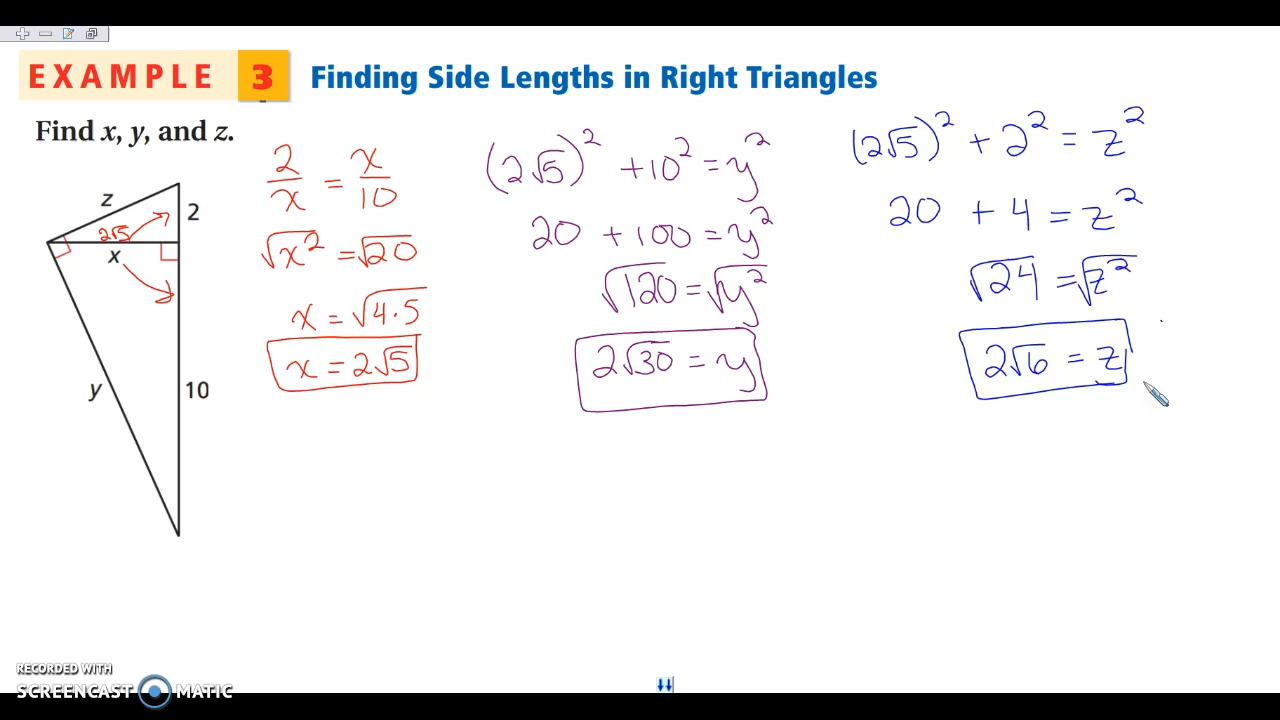 EXAMPLE 3 Finding Side Lengths in Right Triangles
Find x, y, and z.
z
2
2√5
x
y
10
2/x = x/10
√x² = √20
x = √4·5
x = 2√5
(2√5)² + 10² = y²
20 + 100 = y²
√120 = √y²
2√30 = y
(2√5)² + 2² = z²
20 + 4 = z²
√24 = √z²
2√6 = z
RECORDED WITH
SCREENCAST MATIC